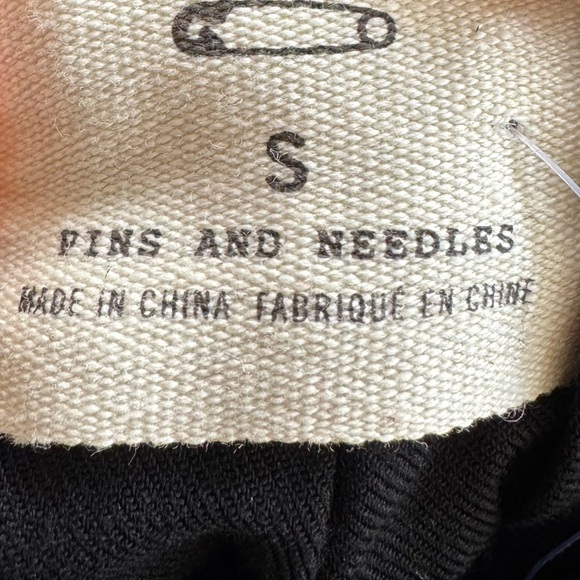 S
PINS AND NEEDLES
MADE IN CHINA FABRIQUÉ EN CHINE